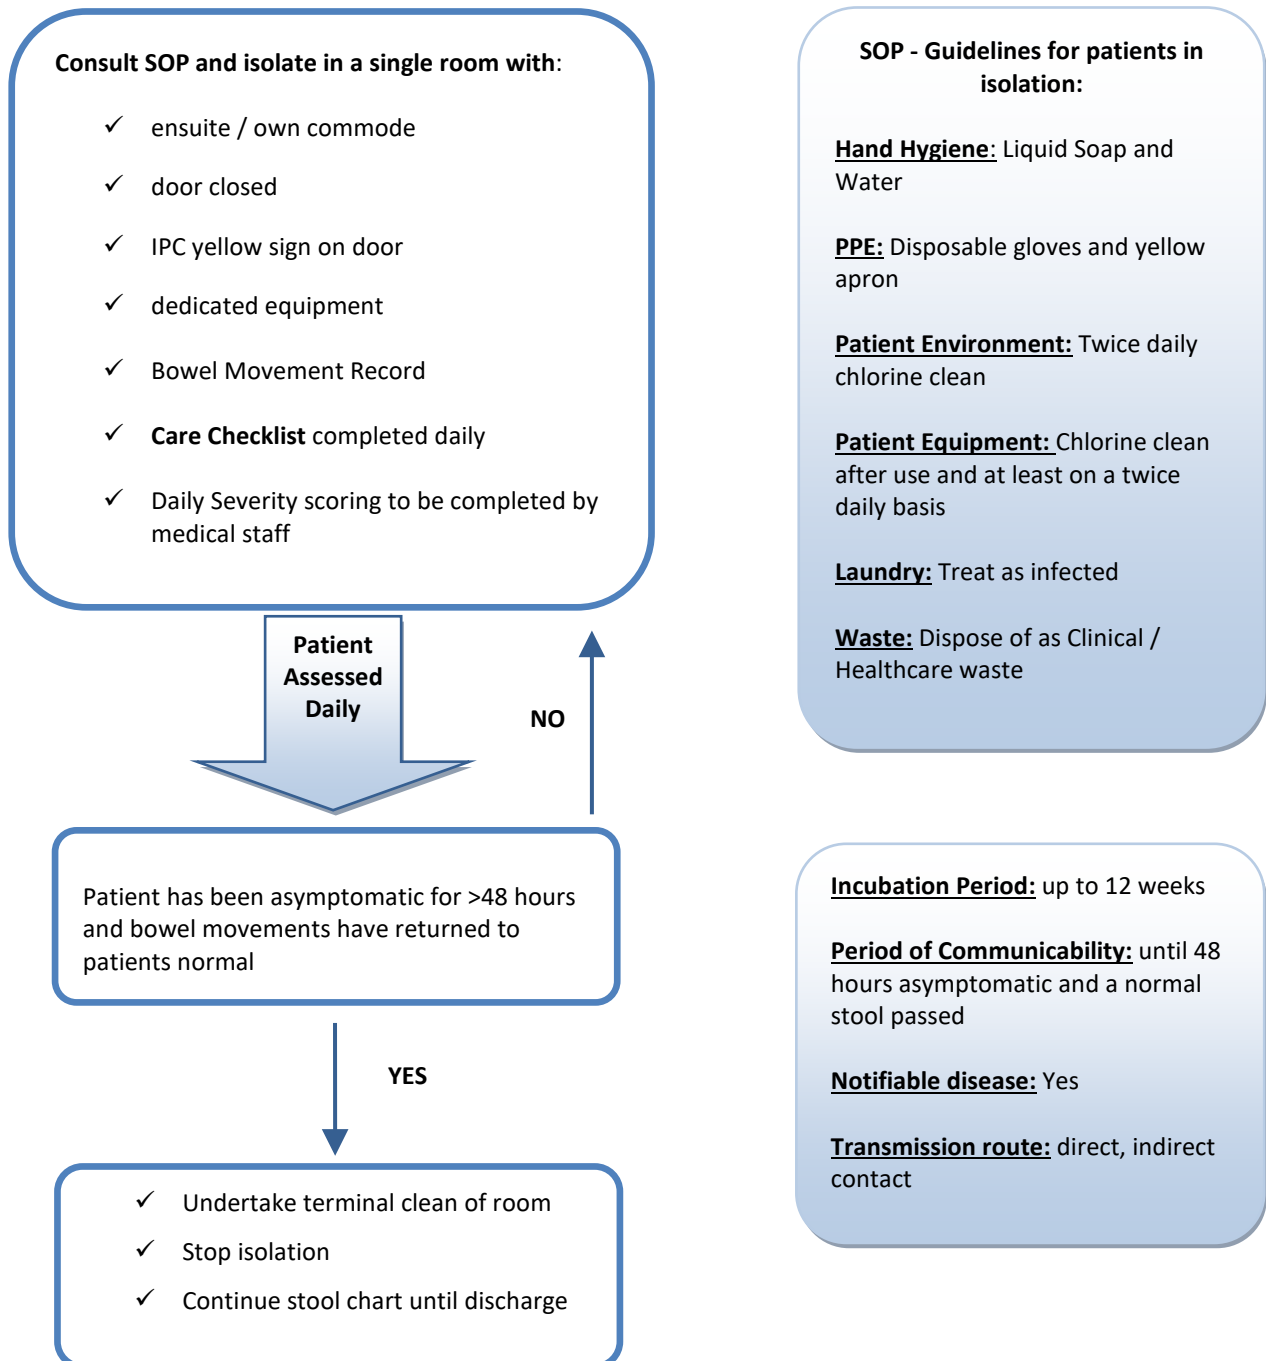 Consult SOP and isolate in a single room with:
✓ ensuite / own commode
✓ door closed
✓ IPC yellow sign on door
✓ dedicated equipment
✓ Bowel Movement Record
✓ Care Checklist completed daily
✓ Daily Severity scoring to be completed by
medical staff
Patient
Assessed
Daily
NO
Patient has been asymptomatic for >48 hours
and bowel movements have returned to
patients normal
YES
✓ Undertake terminal clean of room
✓ Stop isolation
✓ Continue stool chart until discharge
SOP - Guidelines for patients in
isolation:
Hand Hygiene: Liquid Soap and
Water
PPE: Disposable gloves and yellow
apron
Patient Environment: Twice daily
chlorine clean
Patient Equipment: Chlorine clean
after use and at least on a twice
daily basis
Laundry: Treat as infected
Waste: Dispose of as Clinical /
Healthcare waste
Incubation Period: up to 12 weeks
Period of Communicability: until 48
hours asymptomatic and a normal
stool passed
Notifiable disease: Yes
Transmission route: direct, indirect
contact